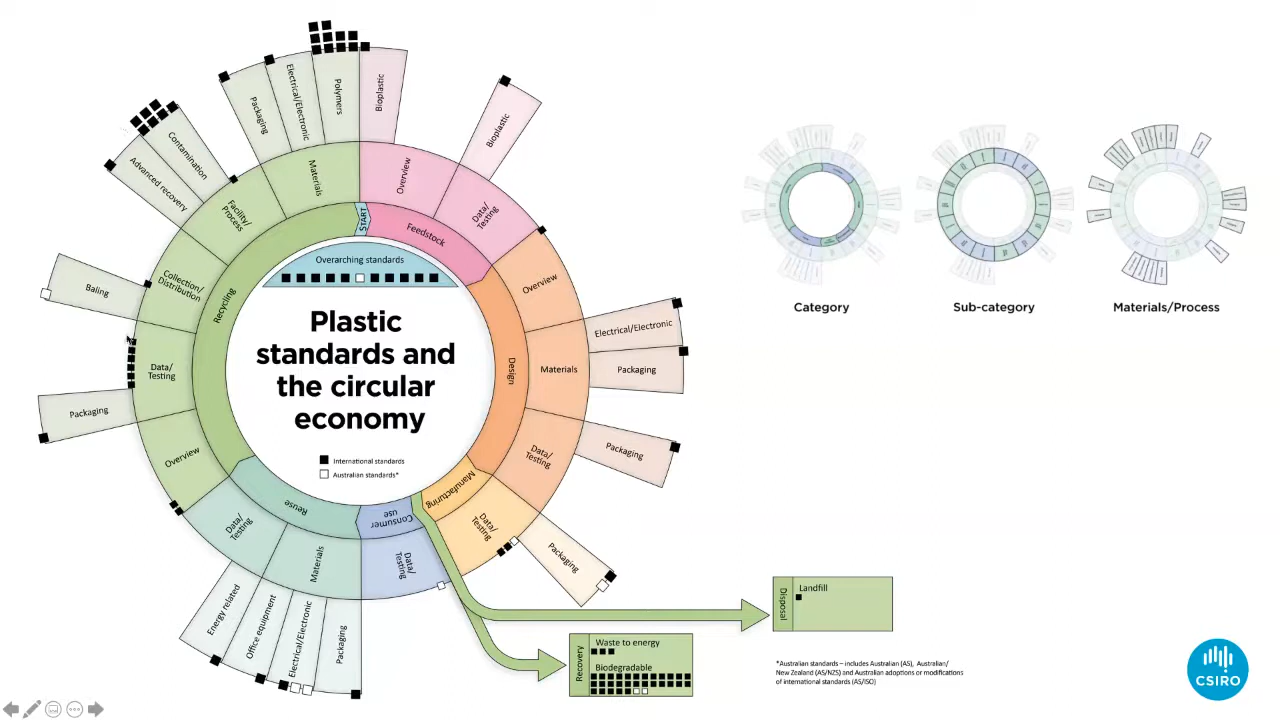 Polymers
Bioplastic
Electrical/Electronic
Packaging
Bioplastic
Contamination
Advanced recovery
Materials
Overview
Facility/
Process
Data/
Testing
START
Feedstock
Collection/
Distribution
Recycling
Baling
Data/
Testing
Packaging
Overview
Overarching standards
Plastic
standards and
the circular
economy
International standards
Australian standards*
Overview
Electrical/Electronic
Design
Materials
Packaging
Data/
Testing
Packaging
Manufacturing
Data/
Testing
Packaging
Consumer
use
Data/
Testing
Reuse
Data/
Testing
Materials
Energy related
Office equipment
Electrical/Electronic
Packaging
Category
Sub-category
Materials/Process
Disposal
Landfill
Recovery
Waste to energy
Biodegradable
*Australian standards – includes Australian (AS), Australian/
New Zealand (AS/NZS) and Australian adoptions or modifications
of international standards (AS/ISO)
CSIRO